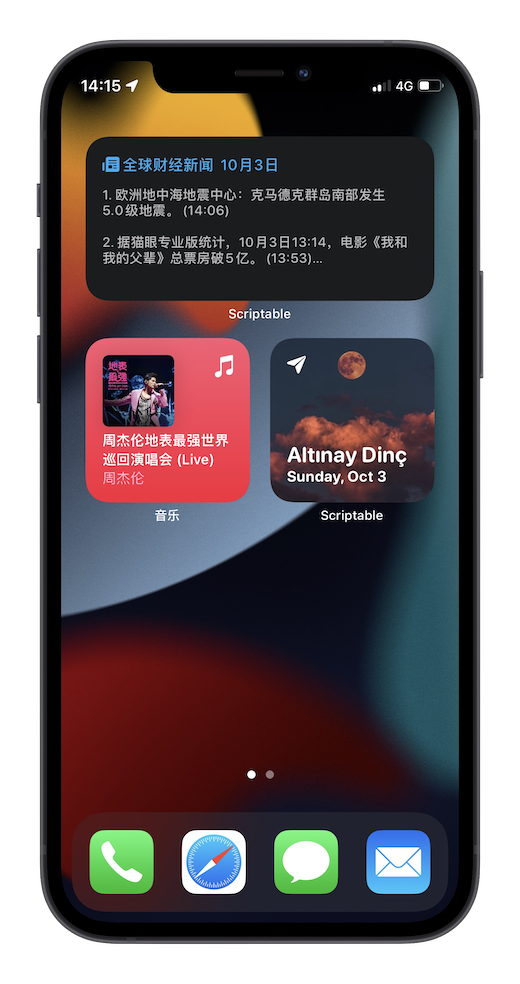 14:15
4G
全球财经新闻 10月3日
1. 欧洲地中海地震中心：克马德克群岛南部发生
5.0级地震。 (14:06)
2. 据猫眼专业版统计，10月3日13:14，电影《我和
我的父辈》总票房破5亿。 (13:53)...
Scriptable
地表
最强
周杰伦地表最强世界
巡回演唱会 (Live)
周杰伦
音乐
Altınay Dinç
Sunday, Oct 3
Scriptable